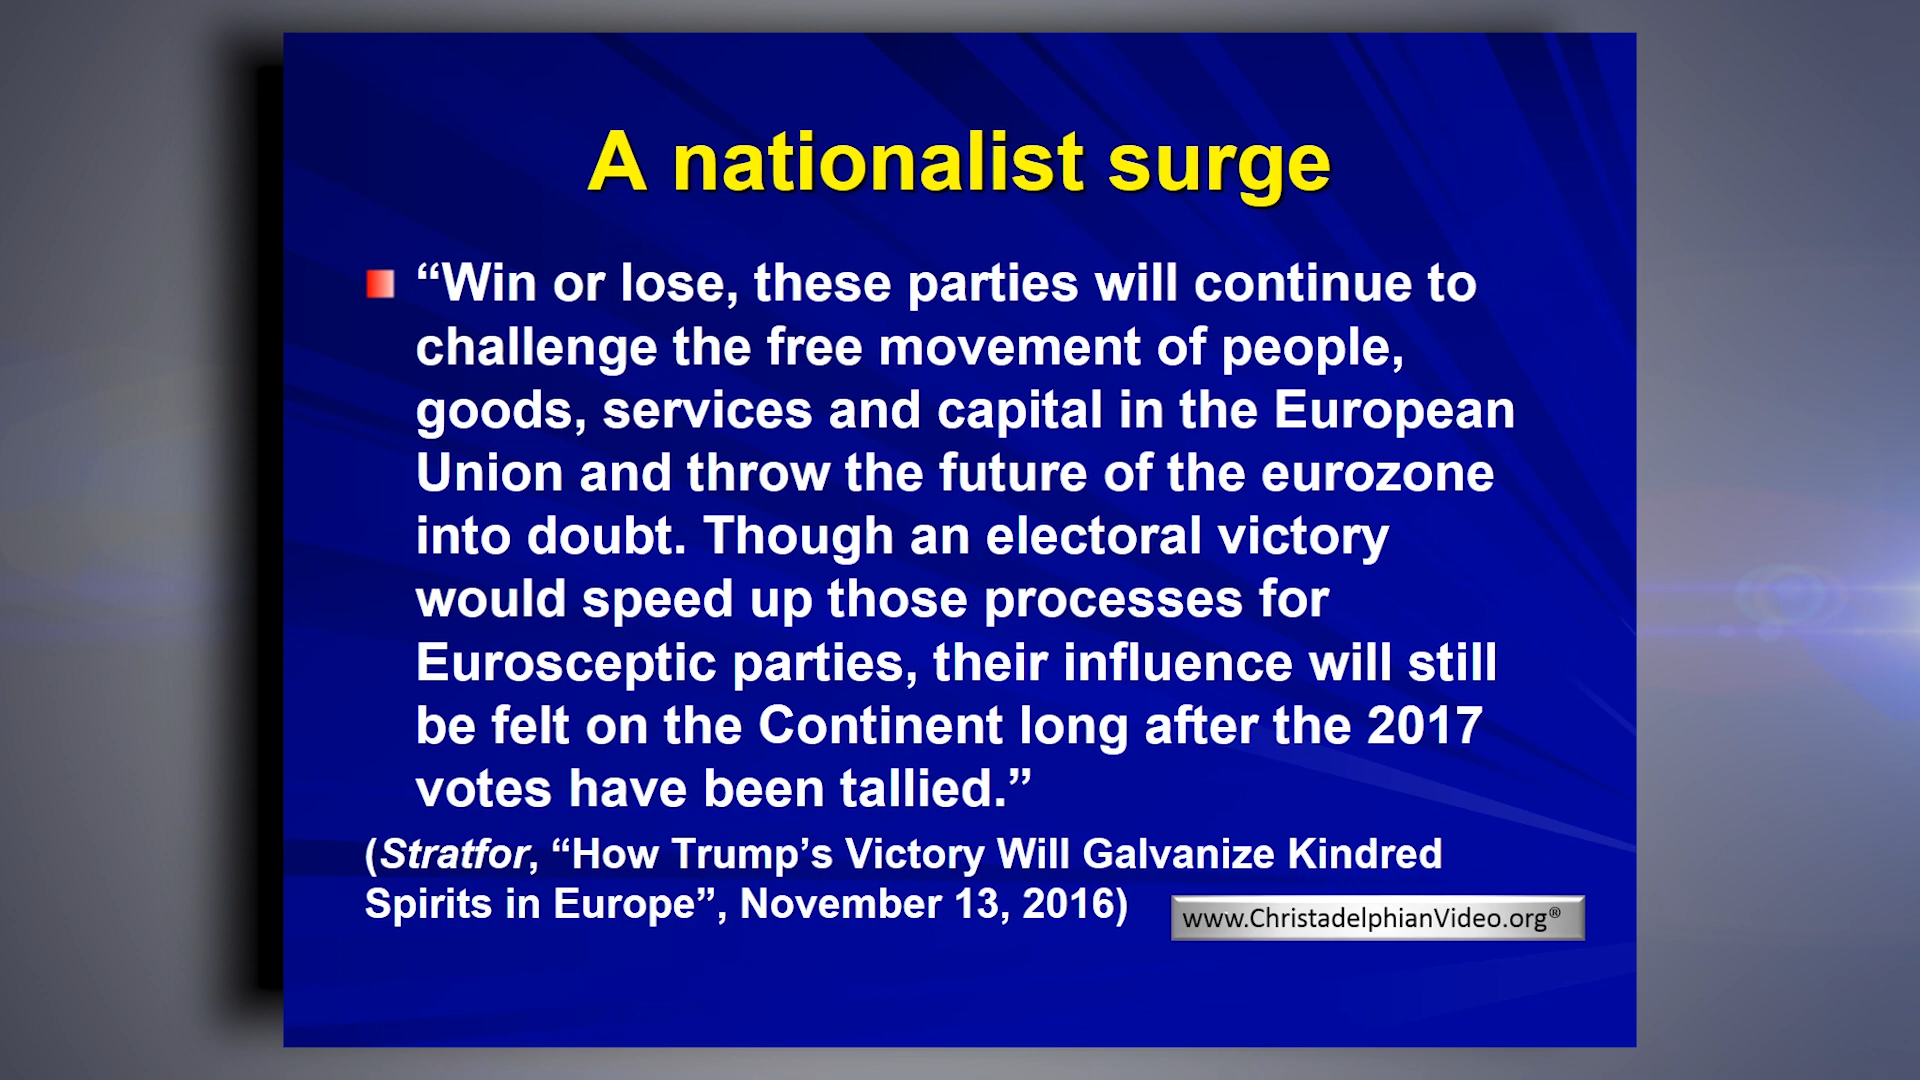 A nationalist surge
“Win or lose, these parties will continue to
challenge the free movement of people,
goods, services and capital in the European
Union and throw the future of the eurozone
into doubt. Though an electoral victory
would speed up those processes for
Eurosceptic parties, their influence will still
be felt on the Continent long after the 2017
votes have been tallied.”
(Stratfor, “How Trump’s Victory Will Galvanize Kindred
Spirits in Europe”, November 13, 2016)
www.ChristadelphianVideo.org®